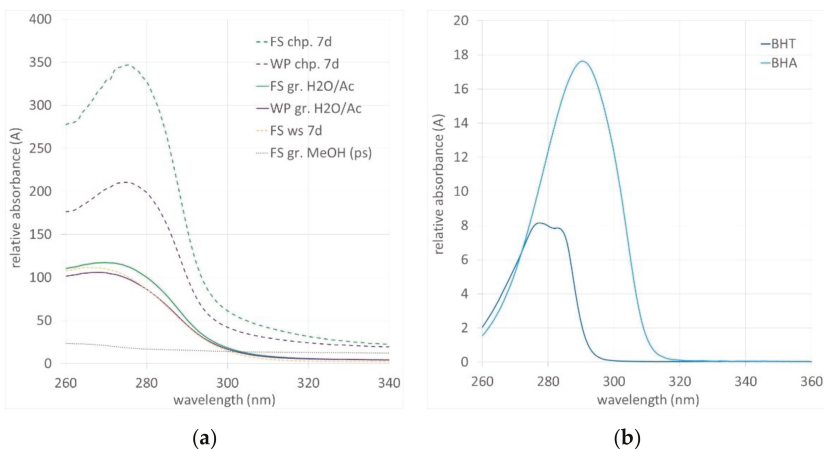 400
350
300
250
200
150
100
50
0
relative absorbance (A)
FS chp. 7d
WP chp. 7d
FS gr. H2O/Ac
WP gr. H2O/Ac
FS ws 7d
FS gr. MeOH (ps)
260 280 300 320 340
wavelength (nm)
(a)
20
18
16
14
12
10
8
6
4
2
0
relative absorbance (A)
BHT
BHA
260 280 300 320 340 360
wavelength (nm)
(b)